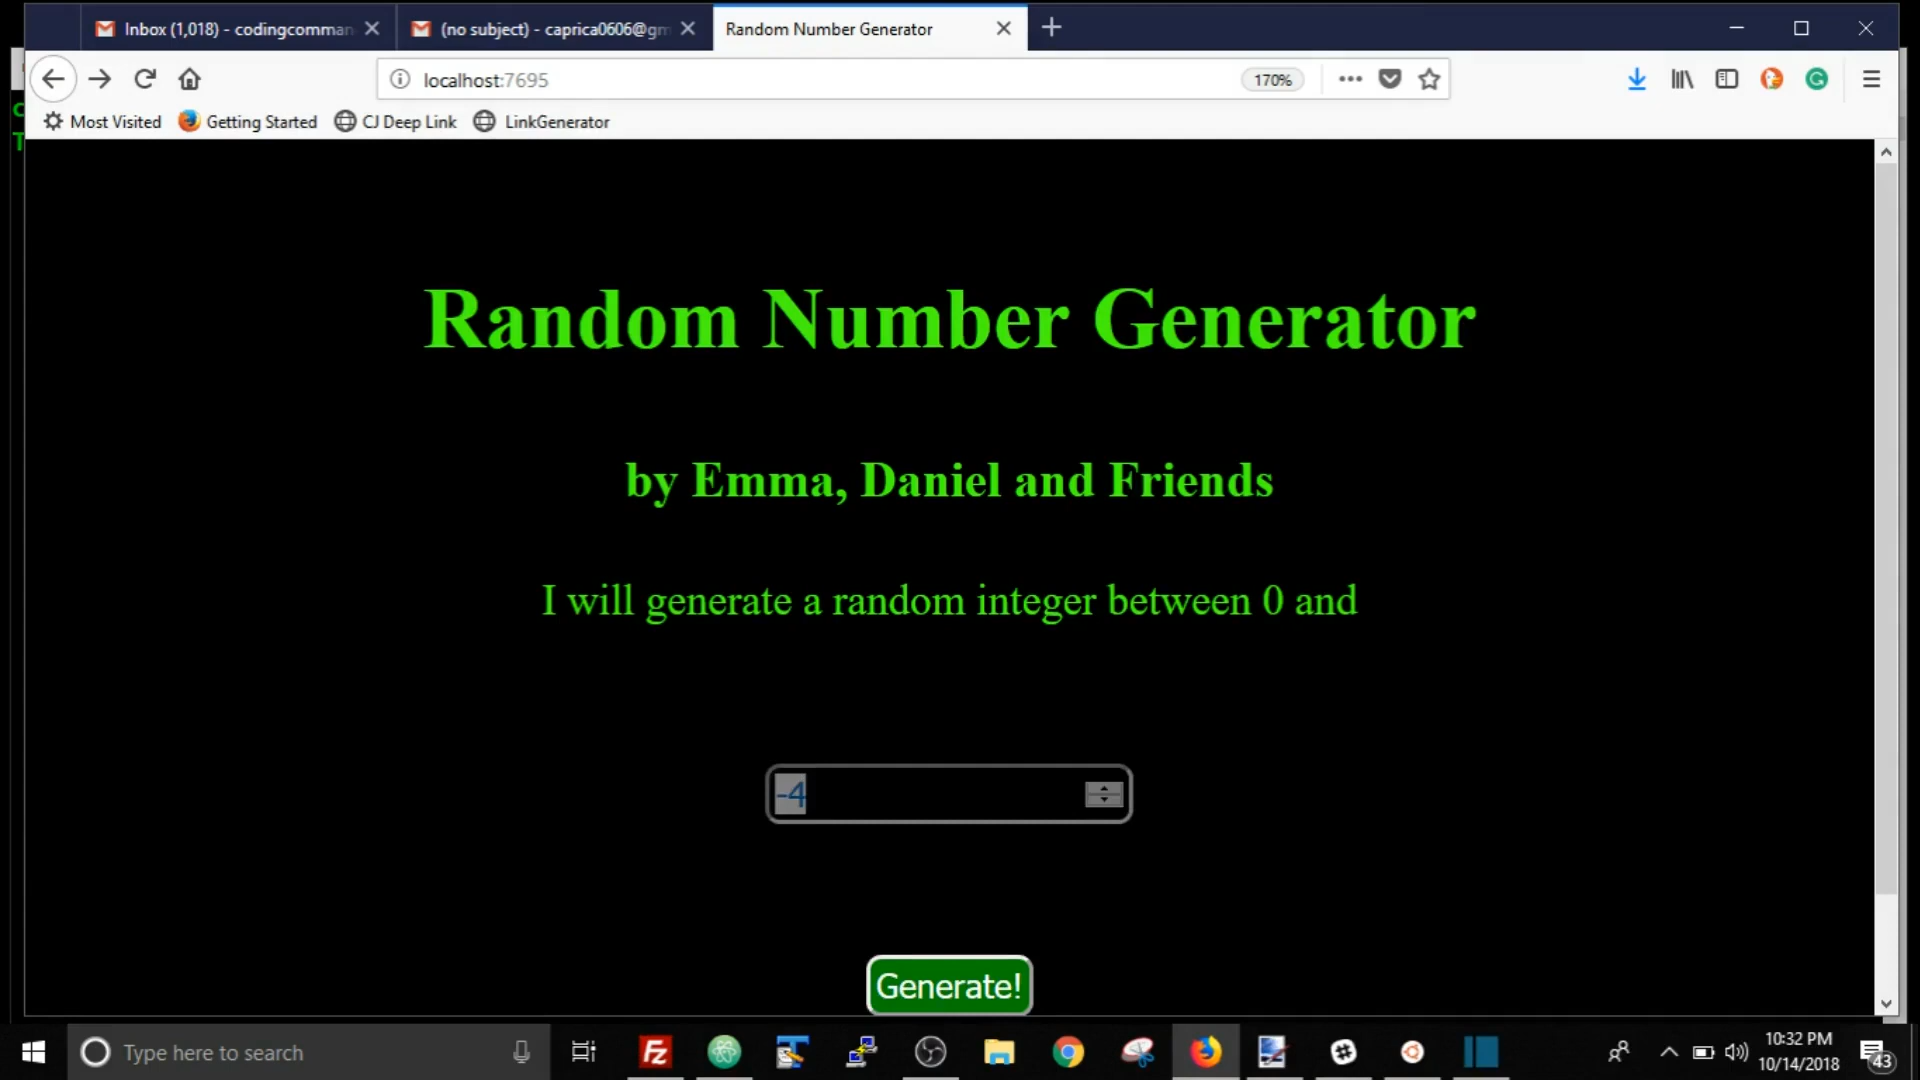 Inbox (1,018) - codingcomman
(no subject) - caprica0606@gm
Random Number Generator
localhost:7695
170%
Most Visited
Getting Started
CJ Deep Link
LinkGenerator
Random Number Generator
by Emma, Daniel and Friends
I will generate a random integer between 0 and
-4
Generate!
Type here to search
10:32 PM
10/14/2018
43